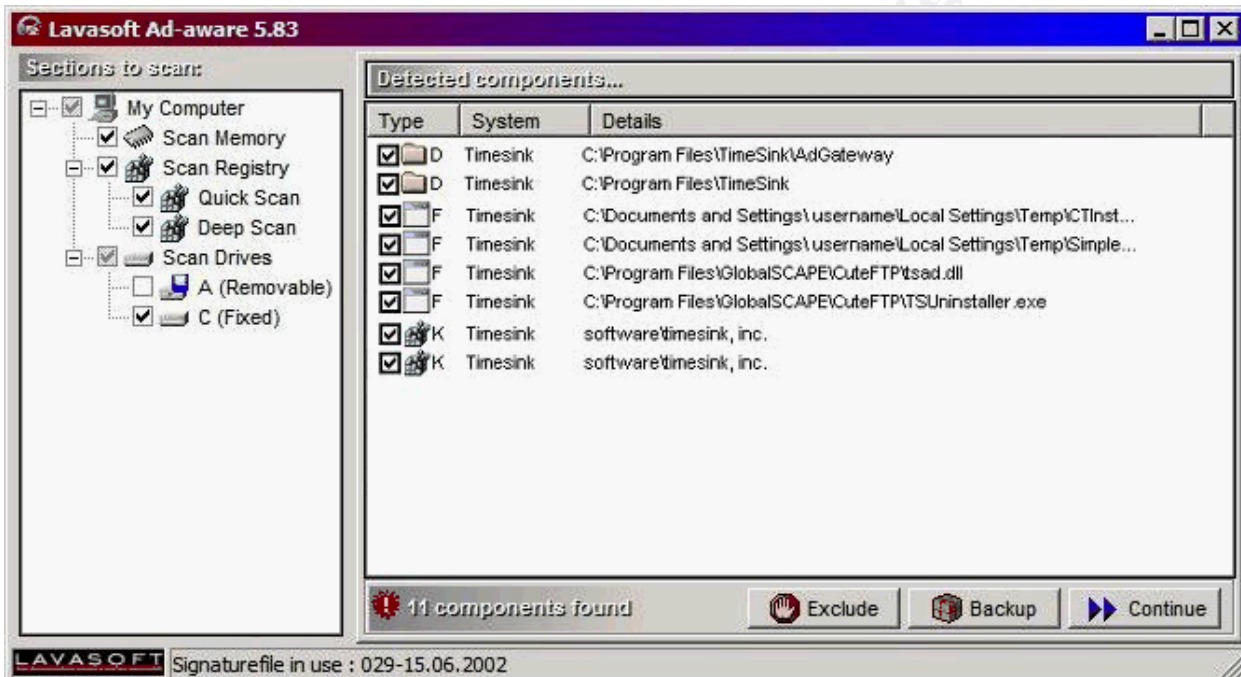 Lavasoft Ad-aware 5.83
Sections to scan:
My Computer
Scan Memory
Scan Registry
Quick Scan
Deep Scan
Scan Drives
A (Removable)
C (Fixed)
Detected components...
Type System Details
D Timesink C:\Program Files\TimeSink\AdGateway
D Timesink C:\Program Files\TimeSink
F Timesink C:\Documents and Settings\ username\Local Settings\Temp\CTInst...
F Timesink C:\Documents and Settings\ username\Local Settings\Temp\Simple...
F Timesink C:\Program Files\GlobalSCAPE\CuteFTP\tsad.dll
F Timesink C:\Program Files\GlobalSCAPE\CuteFTP\TSUninstaller.exe
K Timesink software\timesink, inc.
K Timesink software\timesink, inc.
11 components found
Exclude
Backup
Continue
LAVASOFT Signaturefile in use : 029-15.06.2002